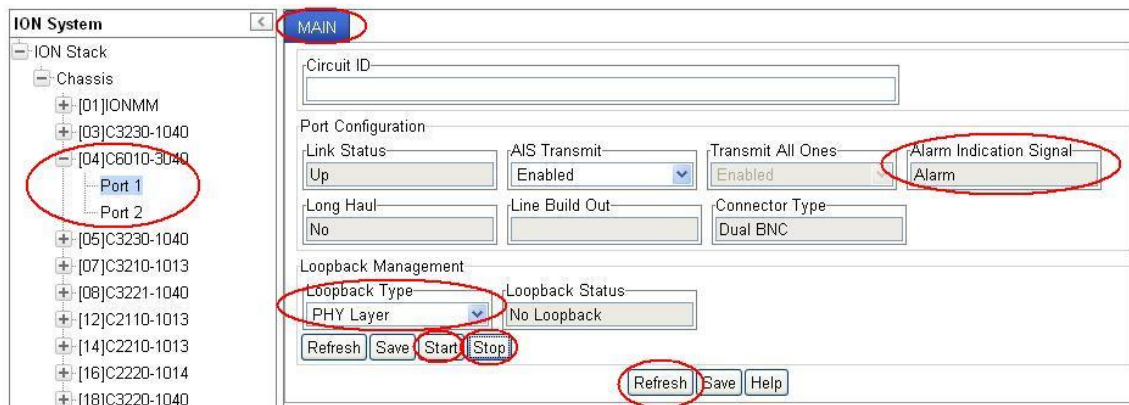 ION System
<
ION Stack
Chassis
[01]IONMM
[03]C3230-1040
[04]C6010-3040
Port 1
Port 2
[05]C3230-1040
[07]C3210-1013
[08]C3221-1040
[12]C2110-1013
[14]C2210-1013
[16]C2220-1014
[18]C3220-1040
MAIN
Circuit ID
Port Configuration
Link Status AIS Transmit Transmit All Ones Alarm Indication Signal
Up Enabled Enabled Alarm
Long Haul Line Build Out Connector Type
No Dual BNC
Loopback Management
Loopback Type Loopback Status
PHY Layer No Loopback
Refresh Save Start Stop
Refresh Save Help